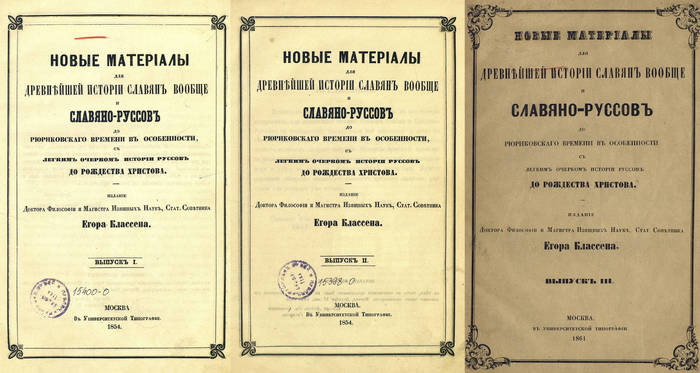 НОВЫЕ МАТЕРІАЛЫ
ДЛЯ
ДРЕВНѢЙШЕЙ ИСТОРІИ СЛАВЯНЪ ВООБЩЕ
И
СЛАВЯНО-РУССОВЪ
ДО
РЮРИКОВСКАГО ВРЕМЕНИ ВЪ ОСОБЕННОСТИ,
СЪ
ЛЕГКИМЪ ОЧЕРКОМЪ ИСТОРІИ РУССОВЪ
ДО РОЖДЕСТВА ХРИСТОВА.
ИЗДАНІЕ
Доктора Философіи и Магистра Изящныхъ Наукъ, Стат. Совѣтника
Егора Классена.
ВЫПУСКЪ I.
15400-0
МОСКВА.
Въ Университетской Типографіи.
1854.
НОВЫЕ МАТЕРІАЛЫ
ДЛЯ
ДРЕВНѢЙШЕЙ ИСТОРІИ СЛАВЯНЪ ВООБЩЕ
И
СЛАВЯНО-РУССОВЪ
ДО
РЮРИКОВСКАГО ВРЕМЕНИ ВЪ ОСОБЕННОСТИ,
СЪ
ЛЕГКИМЪ ОЧЕРКОМЪ ИСТОРІИ РУССОВЪ
ДО РОЖДЕСТВА ХРИСТОВА.
ИЗДАНІЕ
Доктора Философіи и Магистра Изящныхъ Наукъ, Стат. Совѣтника
Егора Классена.
ВЫПУСКЪ II.
МОСКВА.
Въ Университетской Типографіи.
1854.
НОВЫЕ МАТЕРІАЛЫ
ДЛЯ
ДРЕВНѢЙШЕЙ ИСТОРІИ СЛАВЯНЪ ВООБЩЕ
И
СЛАВЯНО-РУССОВЪ
ДО
РЮРИКОВСКАГО ВРЕМЕНИ ВЪ ОСОБЕННОСТИ
СЪ
ЛЕГКИМЪ ОЧЕРКОМЪ ИСТОРІИ РУССОВЪ
ДО РОЖДЕСТВА ХРИСТОВА.
ИЗДАНІЕ
Доктора Философіи и Магистра Изящныхъ Наукъ, Стат. Совѣтника
Егора Классена.
ВЫПУСКЪ III.
МОСКВА.
ВЪ УНИВЕРСИТЕТСКОЙ ТИПОГРАФІИ
1861